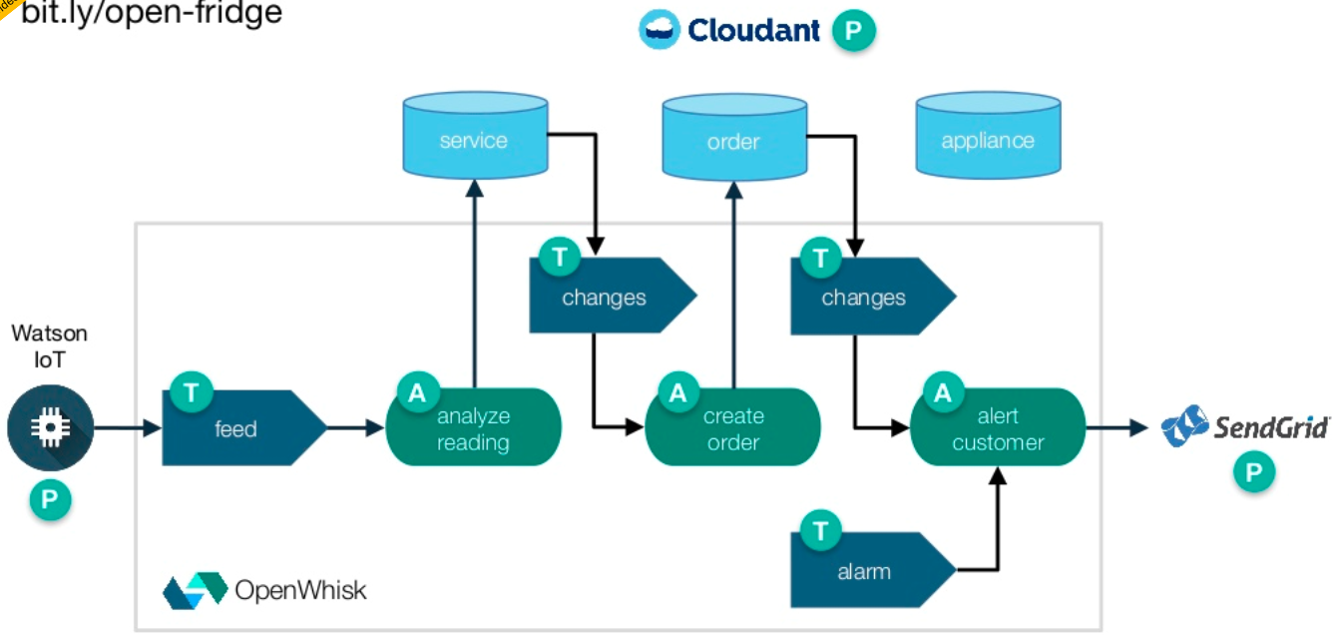 bit.ly/open-fridge
Cloudant P
service
order
appliance
T
changes
T
changes
Watson
IoT
T
feed
A
analyze
reading
A
create
order
A
alert
customer
SendGrid
P
P
T
alarm
OpenWhisk